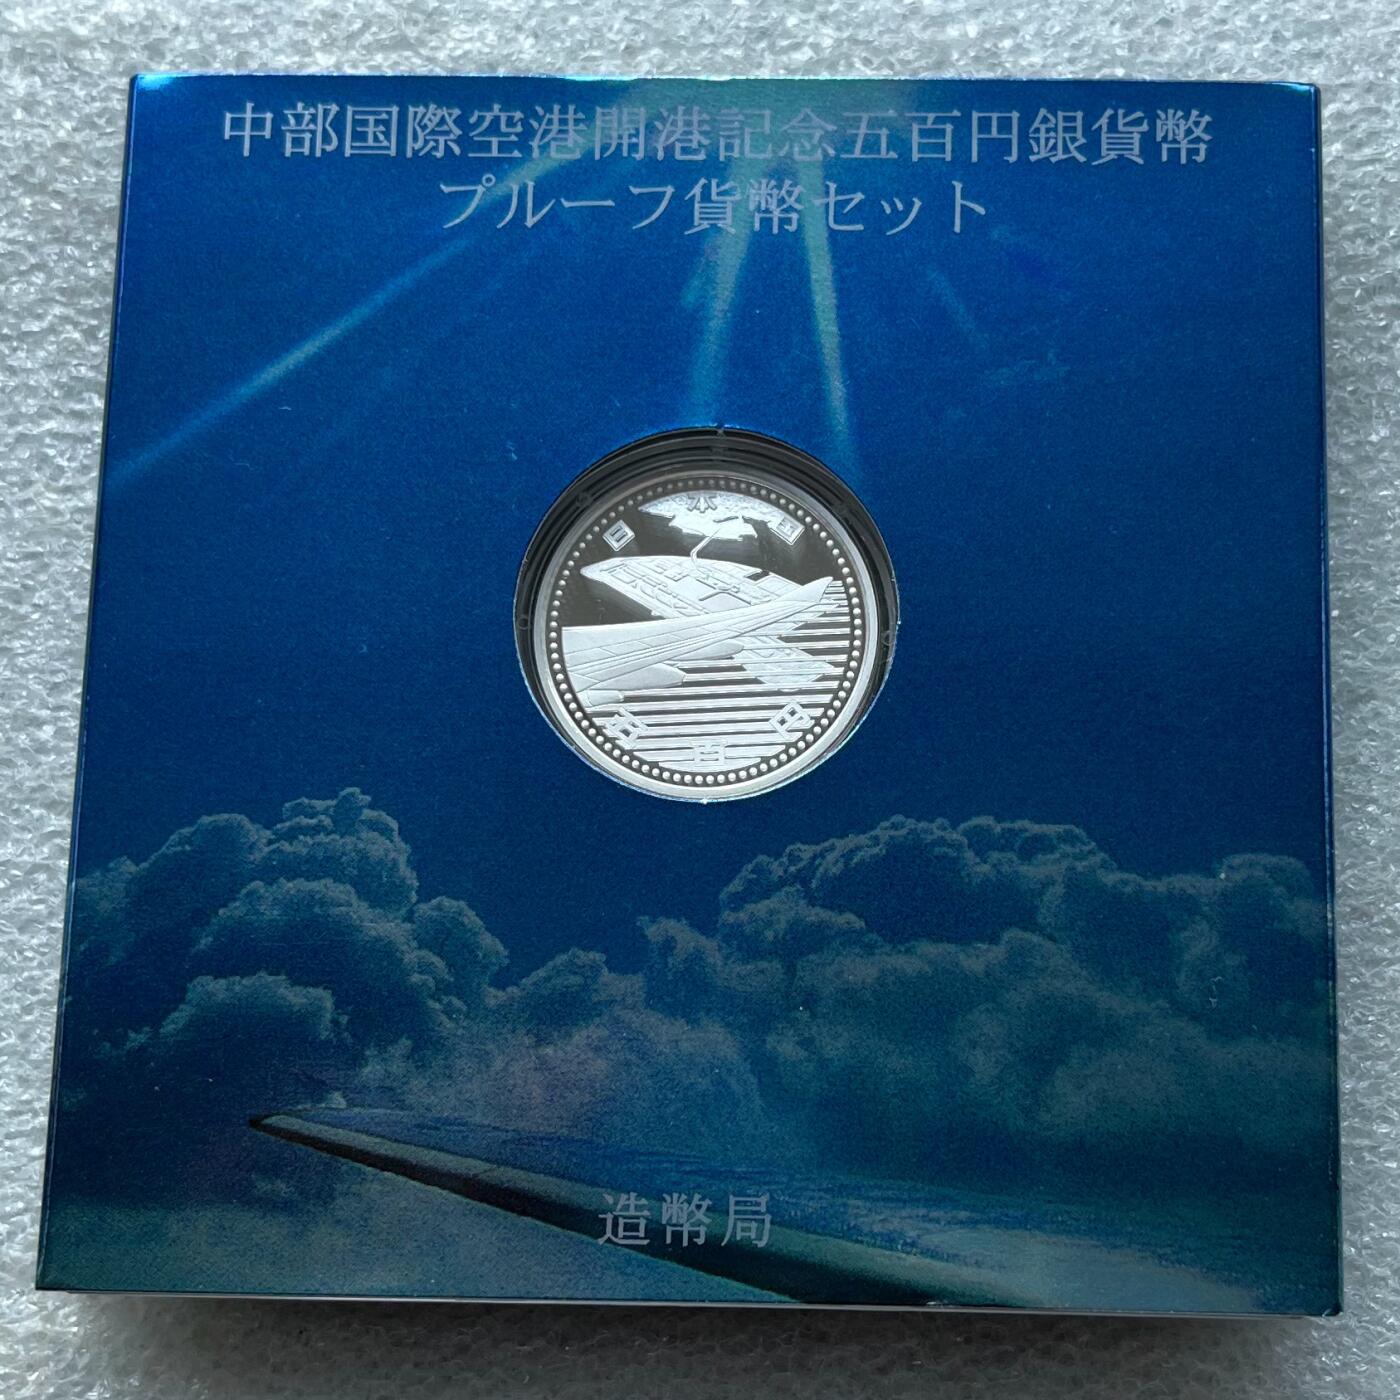 中部国際空港開港記念五百円銀貨幣
プルーフ貨幣セット
日本国
五百円
造幣局